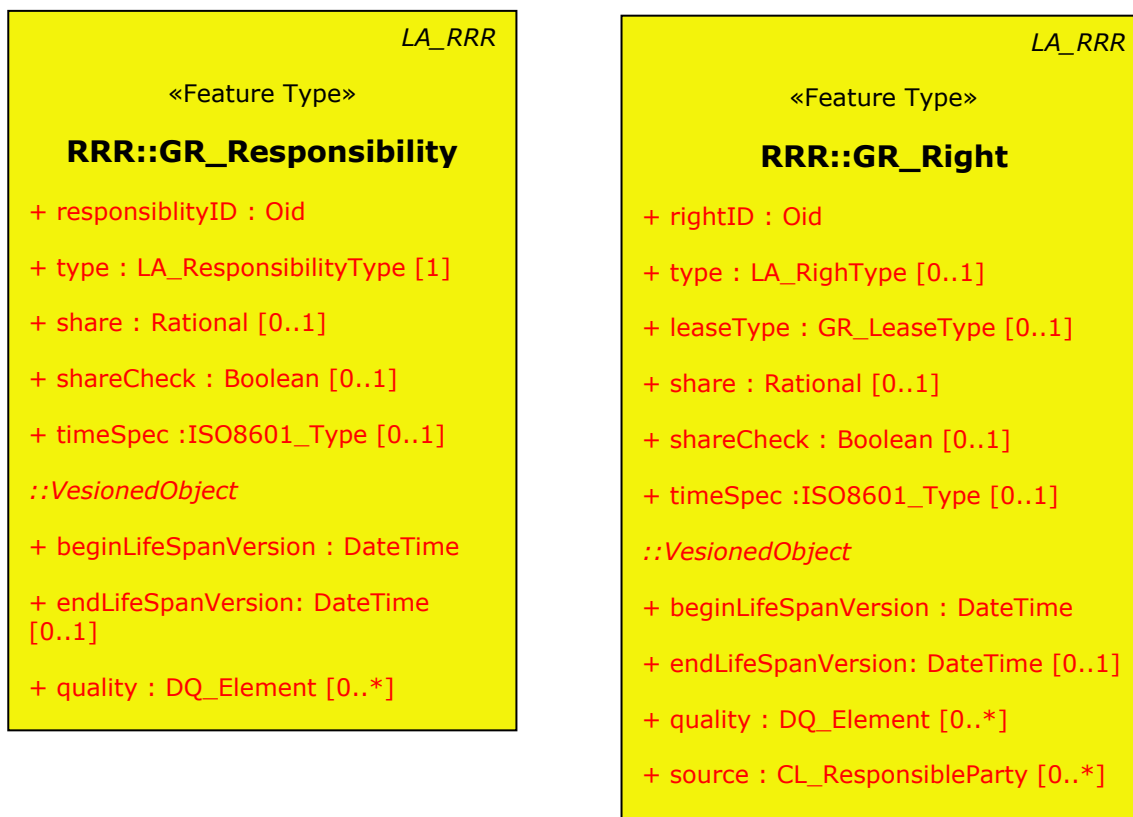 LA_RRR
«Feature Type»
RRR::GR_Responsibility
+ responsiblityID : Oid
+ type : LA_ResponsibilityType [1]
+ share : Rational [0..1]
+ shareCheck : Boolean [0..1]
+ timeSpec :ISO8601_Type [0..1]
::VesionedObject
+ beginLifeSpanVersion : DateTime
+ endLifeSpanVersion: DateTime
[0..1]
+ quality : DQ_Element [0..*]
LA_RRR
«Feature Type»
RRR::GR_Right
+ rightID : Oid
+ type : LA_RighType [0..1]
+ leaseType : GR_LeaseType [0..1]
+ share : Rational [0..1]
+ shareCheck : Boolean [0..1]
+ timeSpec :ISO8601_Type [0..1]
::VesionedObject
+ beginLifeSpanVersion : DateTime
+ endLifeSpanVersion: DateTime [0..1]
+ quality : DQ_Element [0..*]
+ source : CL_ResponsibleParty [0..*]